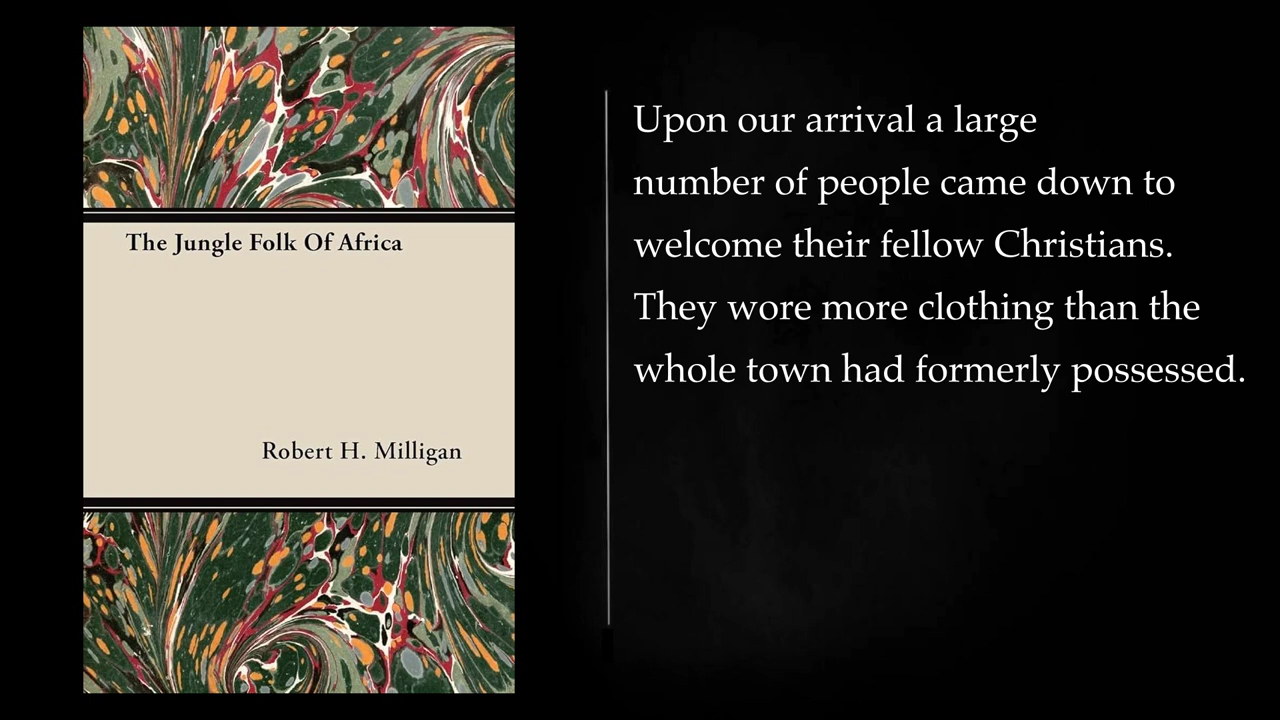 The Jungle Folk Of Africa
Robert H. Milligan
Upon our arrival a large
number of people came down to
welcome their fellow Christians.
They wore more clothing than the
whole town had formerly possessed.